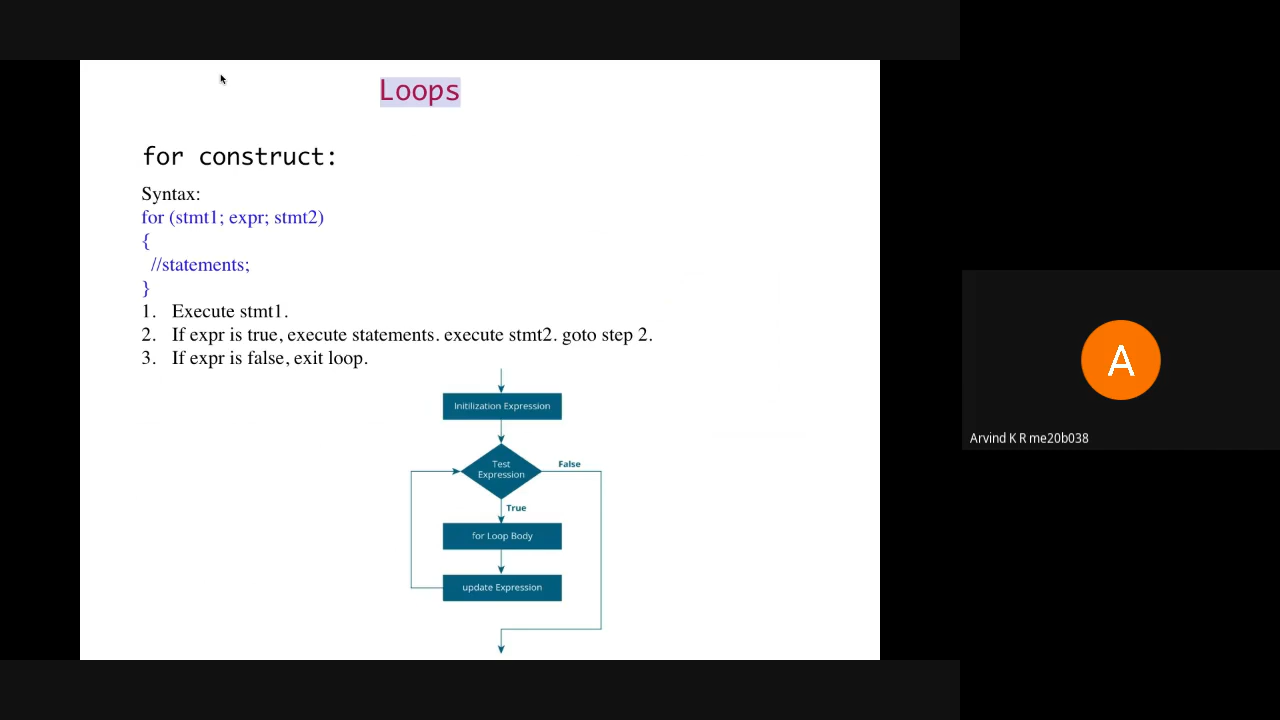 Loops
for construct:
Syntax:
for (stmt1; expr; stmt2)
{
//statements;
}
1. Execute stmt1.
2. If expr is true, execute statements. execute stmt2. goto step 2.
3. If expr is false, exit loop.
Initilization Expression
Test
Expression
False
True
for Loop Body
update Expression
A
Arvind K R me20b038